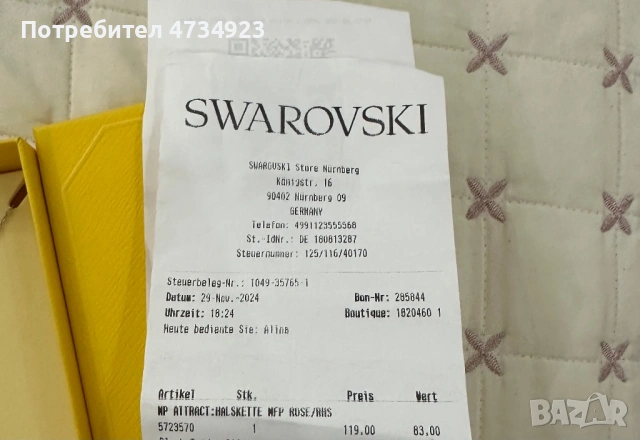 Потребител 4734923
SWAROVSKI
SWAROVSKI Store Nürnberg
Königstr. 16
90402 Nürnberg 09
GERMANY
Telefon: 4991123555568
St.-IdNr.: DE 180813287
Steuernummer: 125/116/40170
Steuerbeleg-Nr.: T049-35765-1
Datum: 29-Nov.-2024 Bon-Nr: 285844
Uhrzeit: 18:24 Boutique: 1820460 1
Heute bediente Sie: Alina
Artikel Stk. Preis Wert
MP ATTRACT:HALSKETTE MFP ROSE/RHS
5723570 1 119.00 83.00
BAZAR